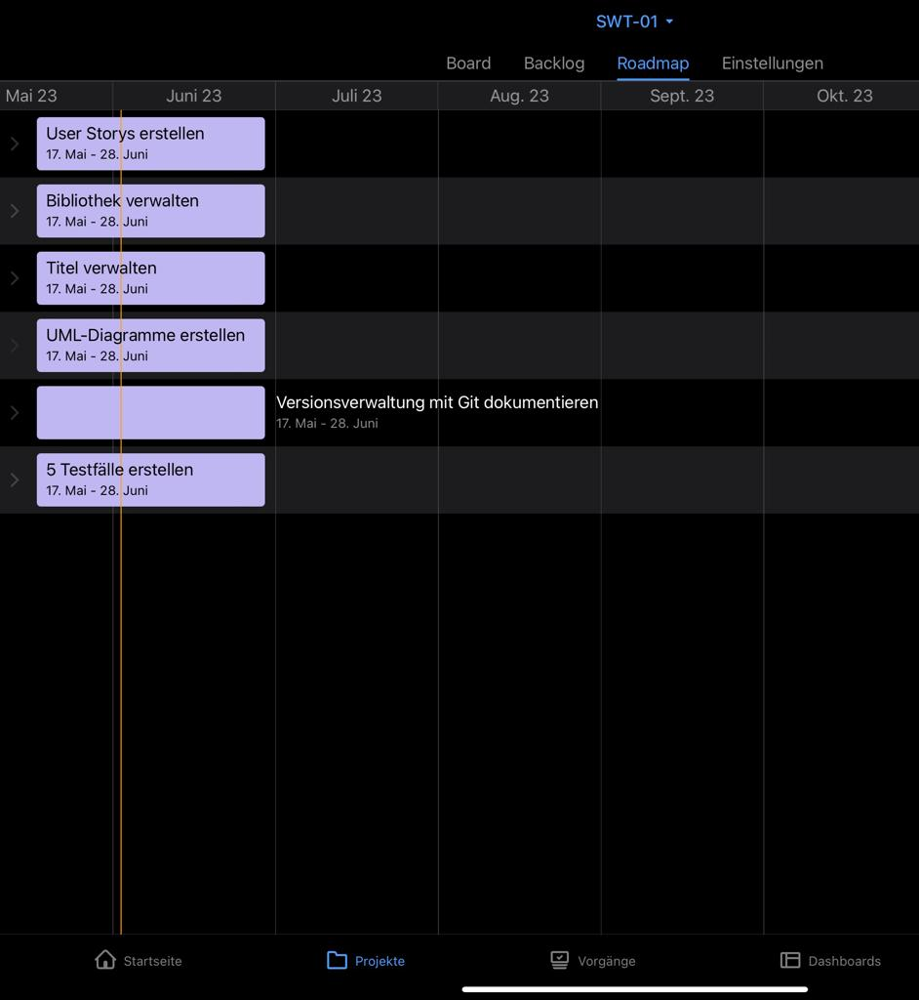 SWT-01
Board Backlog Roadmap Einstellungen
Mai 23 Juni 23 Juli 23 Aug. 23 Sept. 23 Okt. 23
User Storys erstellen
17. Mai - 28. Juni
Bibliothek verwalten
17. Mai - 28. Juni
Titel verwalten
17. Mai - 28. Juni
UML-Diagramme erstellen
17. Mai - 28. Juni
Versionsverwaltung mit Git dokumentieren
17. Mai - 28. Juni
5 Testfälle erstellen
17. Mai - 28. Juni
Startseite Projekte Vorgänge Dashboards